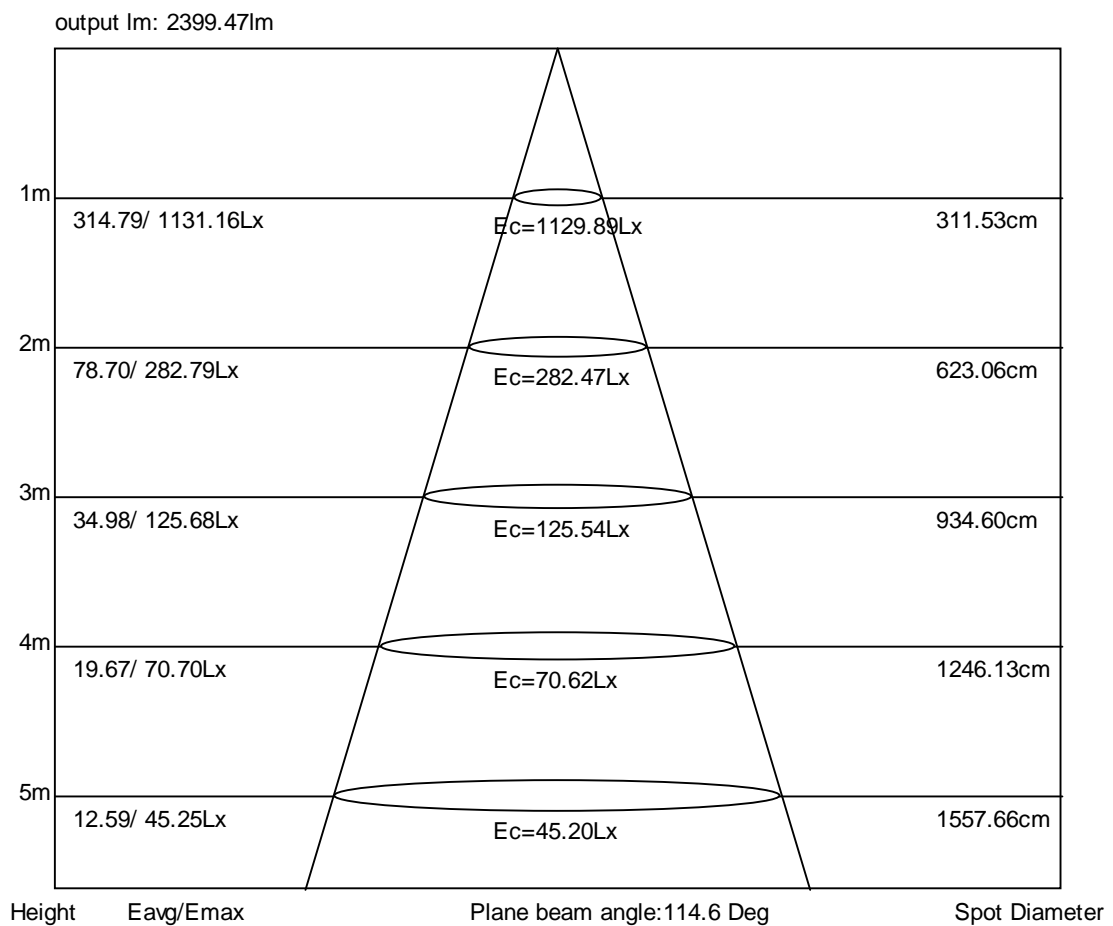 output lm: 2399.47lm
1m
314.79/ 1131.16Lx
Ec=1129.89Lx
311.53cm
2m
78.70/ 282.79Lx
Ec=282.47Lx
623.06cm
3m
34.98/ 125.68Lx
Ec=125.54Lx
934.60cm
4m
19.67/ 70.70Lx
Ec=70.62Lx
1246.13cm
5m
12.59/ 45.25Lx
Ec=45.20Lx
1557.66cm
Height Eavg/Emax Plane beam angle:114.6 Deg Spot Diameter